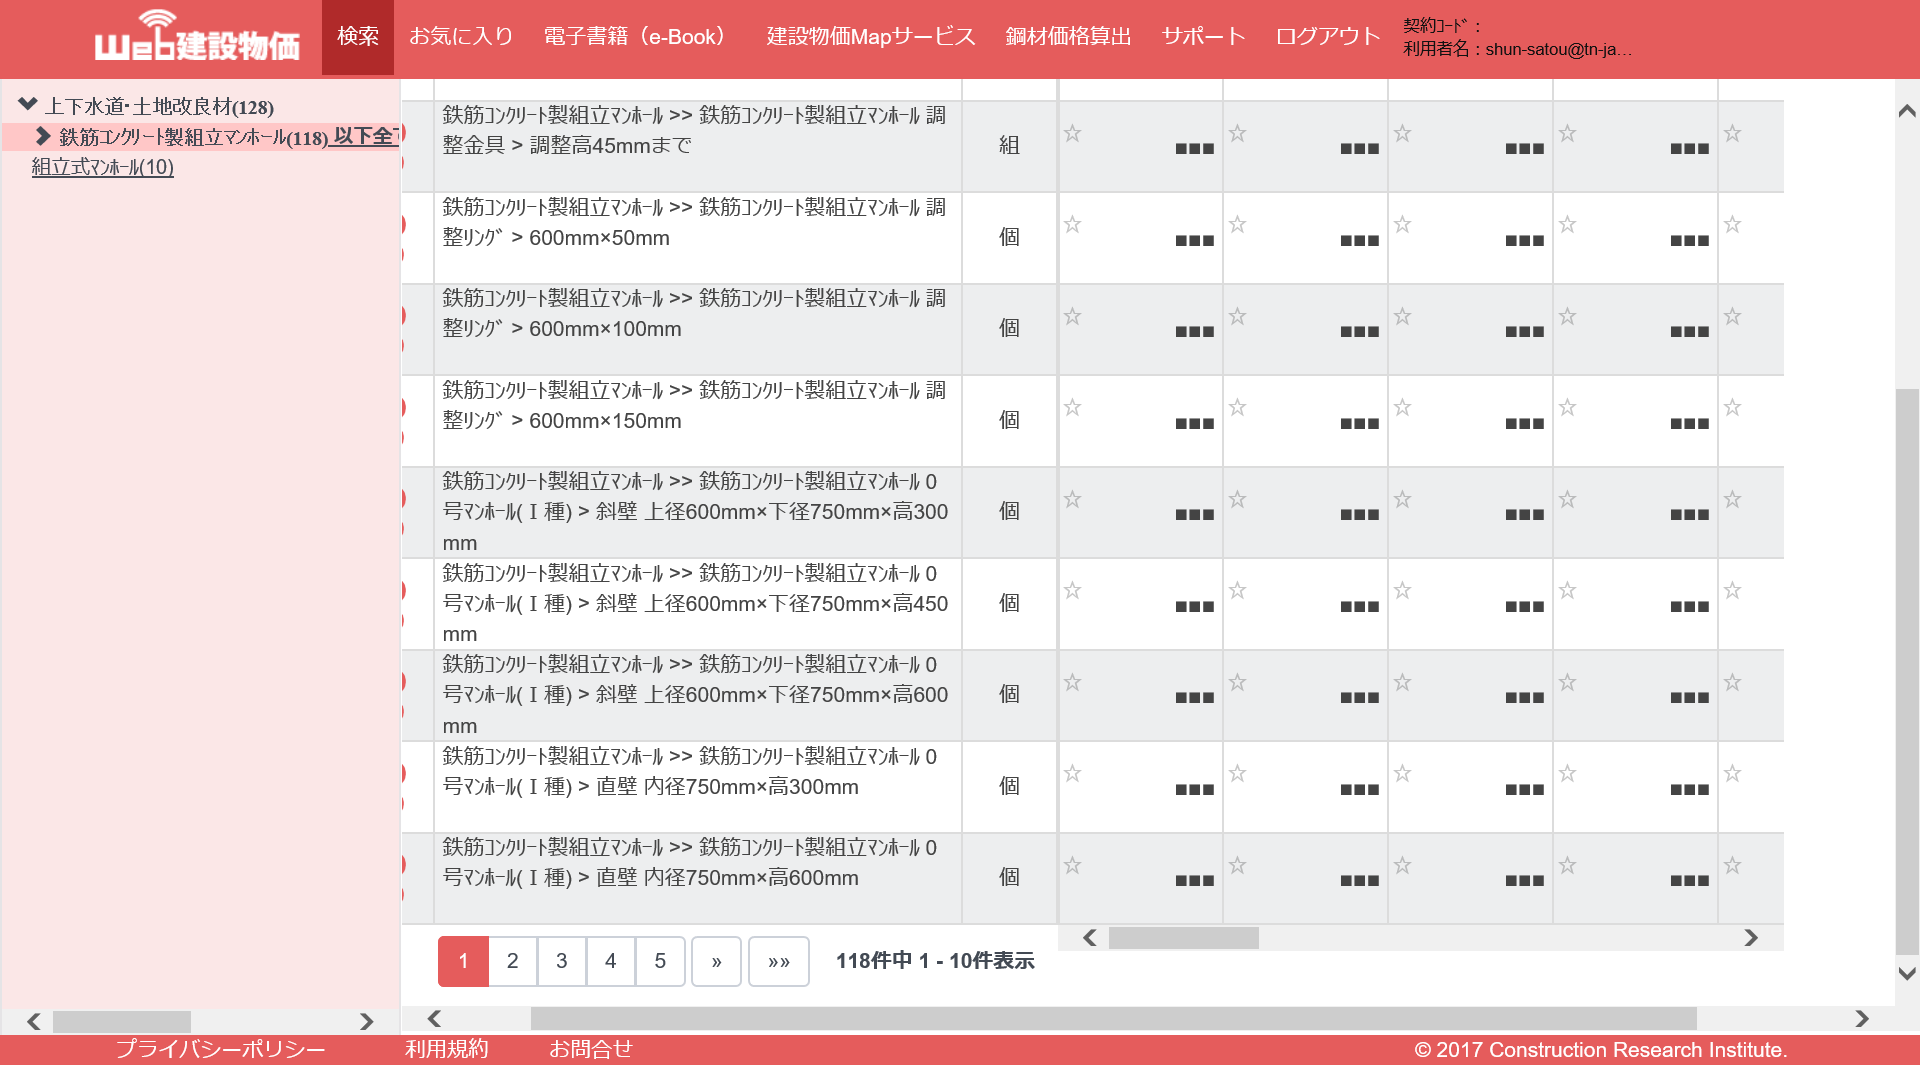 Web建設物価
検索 お気に入り 電子書籍（e-Book） 建設物価Mapサービス 鋼材価格算出 サポート ログアウト
契約ｺｰﾄﾞ：
利用者名：shun-satou@tn-ja...
上下水道・土地改良材(128)
鉄筋ｺﾝｸﾘｰﾄ製組立ﾏﾝﾎｰﾙ(118) 以下全
組立式ﾏﾝﾎｰﾙ(10)
鉄筋ｺﾝｸﾘｰﾄ製組立ﾏﾝﾎｰﾙ >> 鉄筋ｺﾝｸﾘｰﾄ製組立ﾏﾝﾎｰﾙ 調
整金具 > 調整高45mmまで
組
☆ ■■■ ☆ ■■■ ☆ ■■■ ☆ ■■■ ☆
鉄筋ｺﾝｸﾘｰﾄ製組立ﾏﾝﾎｰﾙ >> 鉄筋ｺﾝｸﾘｰﾄ製組立ﾏﾝﾎｰﾙ 調
整ﾘﾝｸﾞ > 600mm×50mm
個
☆ ■■■ ☆ ■■■ ☆ ■■■ ☆ ■■■ ☆
鉄筋ｺﾝｸﾘｰﾄ製組立ﾏﾝﾎｰﾙ >> 鉄筋ｺﾝｸﾘｰﾄ製組立ﾏﾝﾎｰﾙ 調
整ﾘﾝｸﾞ > 600mm×100mm
個
☆ ■■■ ☆ ■■■ ☆ ■■■ ☆ ■■■ ☆
鉄筋ｺﾝｸﾘｰﾄ製組立ﾏﾝﾎｰﾙ >> 鉄筋ｺﾝｸﾘｰﾄ製組立ﾏﾝﾎｰﾙ 調
整ﾘﾝｸﾞ > 600mm×150mm
個
☆ ■■■ ☆ ■■■ ☆ ■■■ ☆ ■■■ ☆
鉄筋ｺﾝｸﾘｰﾄ製組立ﾏﾝﾎｰﾙ >> 鉄筋ｺﾝｸﾘｰﾄ製組立ﾏﾝﾎｰﾙ 0
号ﾏﾝﾎｰﾙ(Ⅰ種) > 斜壁 上径600mm×下径750mm×高300
mm
個
☆ ■■■ ☆ ■■■ ☆ ■■■ ☆ ■■■ ☆
鉄筋ｺﾝｸﾘｰﾄ製組立ﾏﾝﾎｰﾙ >> 鉄筋ｺﾝｸﾘｰﾄ製組立ﾏﾝﾎｰﾙ 0
号ﾏﾝﾎｰﾙ(Ⅰ種) > 斜壁 上径600mm×下径750mm×高450
mm
個
☆ ■■■ ☆ ■■■ ☆ ■■■ ☆ ■■■ ☆
鉄筋ｺﾝｸﾘｰﾄ製組立ﾏﾝﾎｰﾙ >> 鉄筋ｺﾝｸﾘｰﾄ製組立ﾏﾝﾎｰﾙ 0
号ﾏﾝﾎｰﾙ(Ⅰ種) > 斜壁 上径600mm×下径750mm×高600
mm
個
☆ ■■■ ☆ ■■■ ☆ ■■■ ☆ ■■■ ☆
鉄筋ｺﾝｸﾘｰﾄ製組立ﾏﾝﾎｰﾙ >> 鉄筋ｺﾝｸﾘｰﾄ製組立ﾏﾝﾎｰﾙ 0
号ﾏﾝﾎｰﾙ(Ⅰ種) > 直壁 内径750mm×高300mm
個
☆ ■■■ ☆ ■■■ ☆ ■■■ ☆ ■■■ ☆
鉄筋ｺﾝｸﾘｰﾄ製組立ﾏﾝﾎｰﾙ >> 鉄筋ｺﾝｸﾘｰﾄ製組立ﾏﾝﾎｰﾙ 0
号ﾏﾝﾎｰﾙ(Ⅰ種) > 直壁 内径750mm×高600mm
個
☆ ■■■ ☆ ■■■ ☆ ■■■ ☆ ■■■ ☆
1 2 3 4 5 » »» 118件中 1 - 10件表示
プライバシーポリシー 利用規約 お問合せ © 2017 Construction Research Institute.